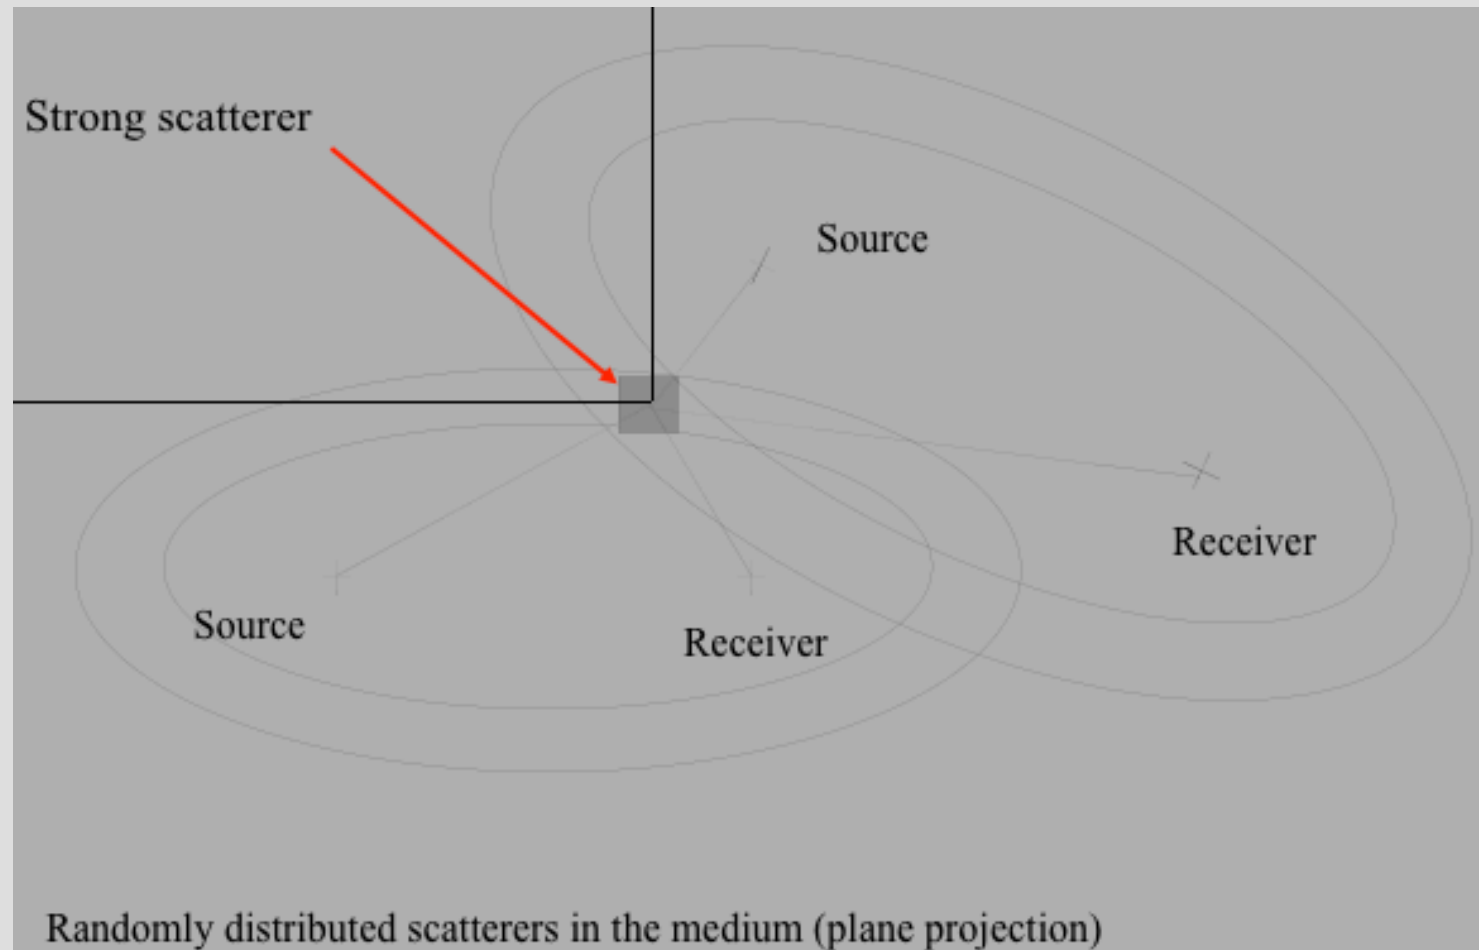 Strong scatterer
Source
Receiver
Source
Receiver
Randomly distributed scatterers in the medium (plane projection)